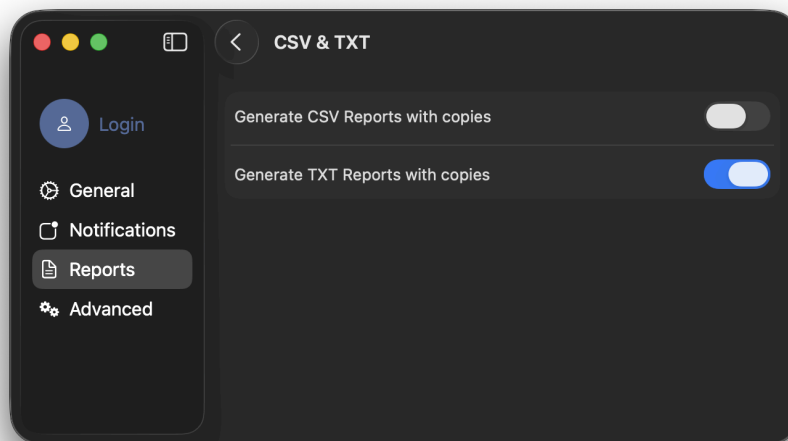 CSV & TXT
Login
General
Notifications
Reports
Advanced
Generate CSV Reports with copies
Generate TXT Reports with copies